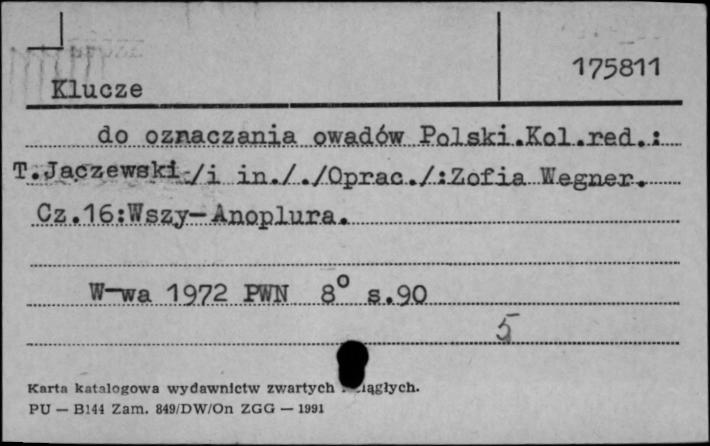 175811
Klucze
do oznaczania owadów Polski.Kol.red.:
T.Jaczewski/i in././Oprac./:Zofia Wegner.
Cz.16:Wszy-Anoplura.
W-wa 1972 PWN 8° s.90
5
Karta katalogowa wydawnictw zwartych
PU — B144 Zam. 849/DW/On ZGG — 1991